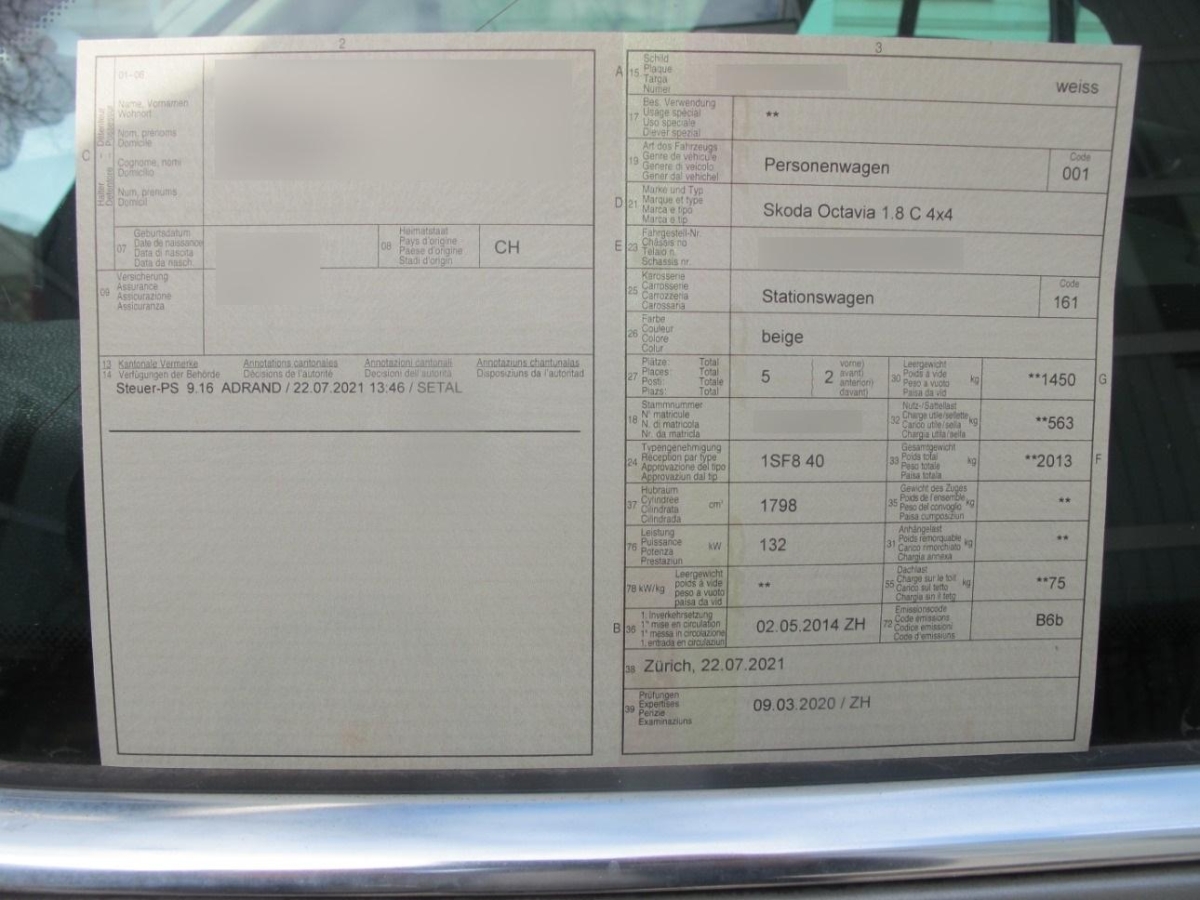 2
01-06
Name, Vornamen
Wohnort
Nom, prénoms
Domicile
Cognome, nomi
Domicilio
Num, prenums
Domicil
C
Halter - Détenteur
Detentore - Possessur
07
Geburtsdatum
Date de naissance
Data di nascita
Data da nasch.
08
Heimatstaat
Pays d'origine
Paese d'origine
Stadi d'origin
CH
09
Versicherung
Assurance
Assicurazione
Assicuranza
13 Kantonale Vermerke Annotations cantonales Annotazioni cantonali Annotaziuns chantunalas
14 Verfügungen der Behörde Décisions de l'autorité Decisioni dell'autorità Disposiziuns da l'autoritad
Steuer-PS 9.16 ADRAND / 22.07.2021 13:46 / SETAL
3
A
15
Schild
Plaque
Targa
Numer
weiss
17
Bes. Verwendung
Usage spécial
Uso speciale
Diever spezial
**
19
Art des Fahrzeugs
Genre de véhicule
Genere di veicolo
Gener dal vehichel
Personenwagen
Code
001
D
21
Marke und Typ
Marque et type
Marca e tipo
Marca e tip
Skoda Octavia 1.8 C 4x4
E
23
Fahrgestell-Nr.
Châssis no
Telaio n.
Schassis nr.
25
Karosserie
Carrosserie
Carrozzeria
Carossaria
Stationswagen
Code
161
26
Farbe
Couleur
Colore
Colur
beige
27
Plätze: Total
Places: Total
Posti: Totale
Plazs: Total
5
2
vorne)
avant)
anteriori)
davant)
30
Leergewicht
Poids à vide
Peso a vuoto
Paisa da vid
kg
**1450
G
18
Stammnummer
N° matricule
N. di matricola
Nr. da matricla
32
Nutz-/Sattellast
Charge utile/sellette
Carico utile/sella
Chargia utila/sella
kg
**563
24
Typengenehmigung
Réception par type
Approvazione del tipo
Approvaziun dal tip
1SF8 40
33
Gesamtgewicht
Poids total
Peso totale
Paisa totala
kg
**2013
F
37
Hubraum
Cylindrée
Cilindrata
Cilindrada
cm³
1798
35
Gewicht des Zuges
Poids de l'ensemble
Peso del convoglio
Paisa cumposiziun
kg
**
76
Leistung
Puissance
Potenza
Prestaziun
kW
132
31
Anhängelast
Poids remorquable
Carico rimorchiato
Chargia annexa
kg
**
78 kW/kg
Leergewicht
poids à vide
peso a vuoto
paisa da vid
**
55
Dachlast
Charge sur le toit
Carico sul tetto
Chargia sin il tetg
kg
**75
B
36
1. Inverkehrsetzung
1re mise en circulation
1a messa in circolazione
1. entrada en circulaziun
02.05.2014 ZH
72
Emissionscode
Code émissions
Codice emissioni
Code d'emissiuns
B6b
38 Zürich, 22.07.2021
39
Prüfungen
Expertises
Perizie
Examinaziuns
09.03.2020 / ZH